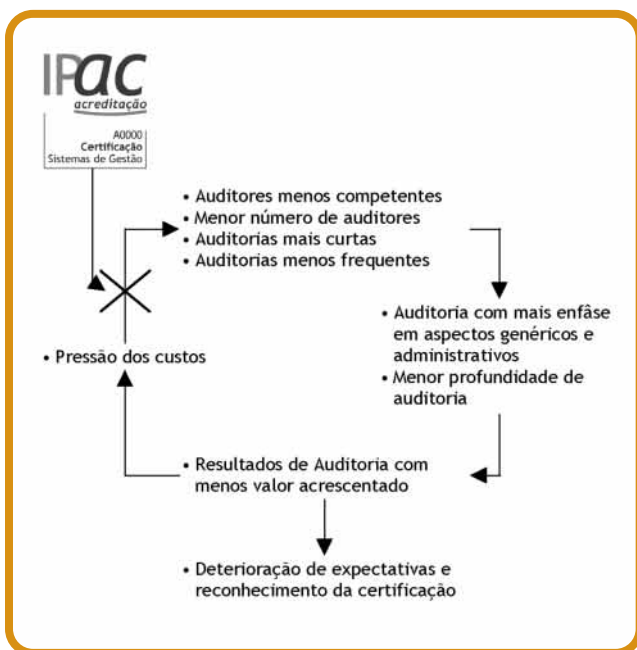 IPac
acreditação
A0000
Certificação
Sistemas de Gestão
• Auditores menos competentes
• Menor número de auditores
• Auditorias mais curtas
• Auditorias menos frequentes
• Auditoria com mais enfâse
em aspectos genéricos e
administrativos
• Menor profundidade de
auditoria
• Pressão dos custos
• Resultados de Auditoria com
menos valor acrescentado
• Deterioração de expectativas e
reconhecimento da certificação